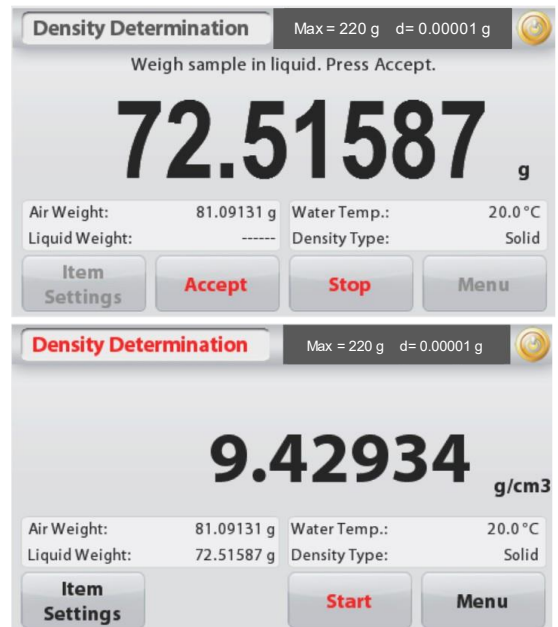 Density Determination Max = 220 g d= 0.00001 g
Weigh sample in liquid. Press Accept.
72.51587 g
Air Weight: 81.09131 g Water Temp.: 20.0°C
Liquid Weight: ------ Density Type: Solid
Item Settings Accept Stop Menu
Density Determination Max = 220 g d= 0.00001 g
9.42934 g/cm3
Air Weight: 81.09131 g Water Temp.: 20.0°C
Liquid Weight: 72.51587 g Density Type: Solid
Item Settings Start Menu